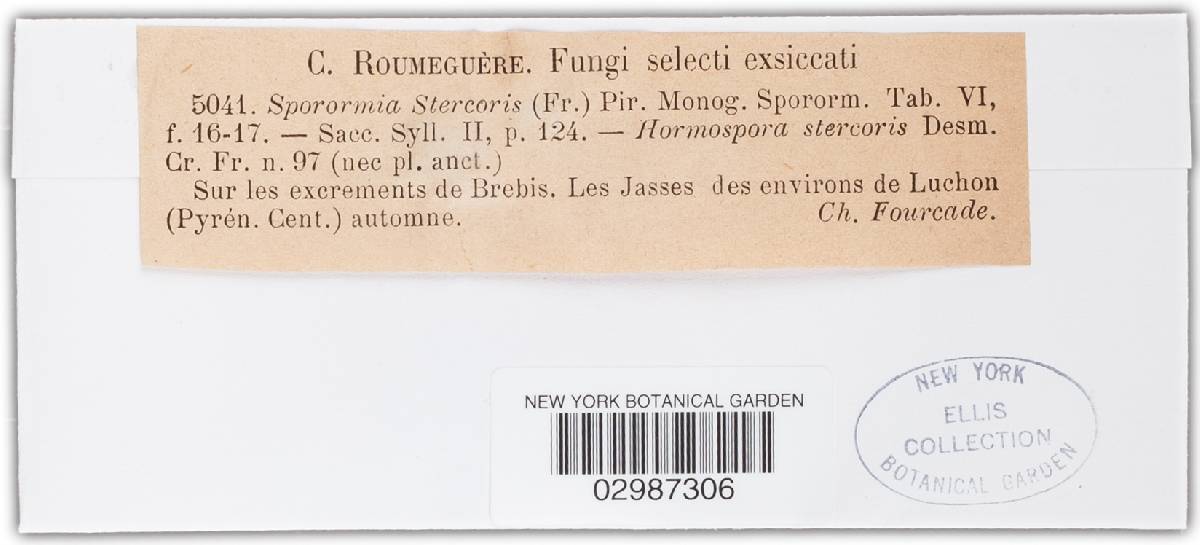 C. ROUMEGUÈRE. Fungi selecti exsiccati
5041. Sporormia Stercoris (Fr.) Pir. Monog. Spororm. Tab. VI,
f. 16-17. — Sacc. Syll. II, p. 124. — Hormospora stercoris Desm.
Cr. Fr. n. 97 (nec pl. anct.)
Sur les excrements de Brebis. Les Jasses des environs de Luchon
(Pyrén. Cent.) automne. Ch. Fourcade.
NEW YORK BOTANICAL GARDEN
02987306
NEW YORK
ELLIS
COLLECTION
BOTANICAL GARDEN